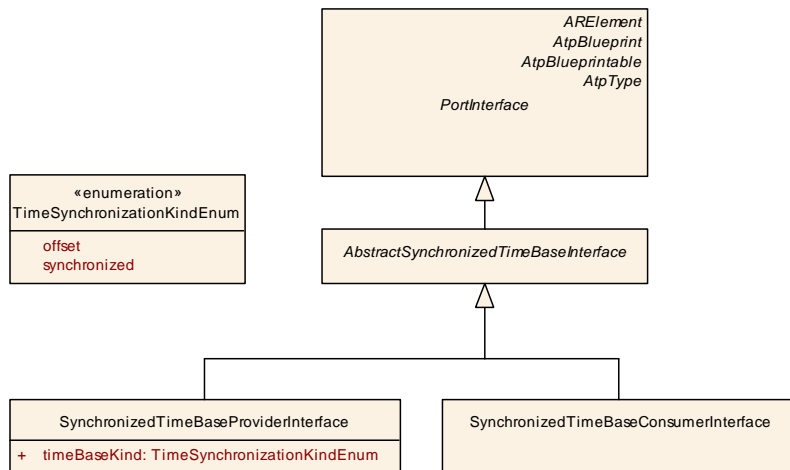 ARElement
AtpBlueprint
AtpBlueprintable
AtpType
PortInterface
«enumeration»
TimeSynchronizationKindEnum
offset
synchronized
AbstractSynchronizedTimeBaseInterface
SynchronizedTimeBaseProviderInterface
+ timeBaseKind: TimeSynchronizationKindEnum
SynchronizedTimeBaseConsumerInterface